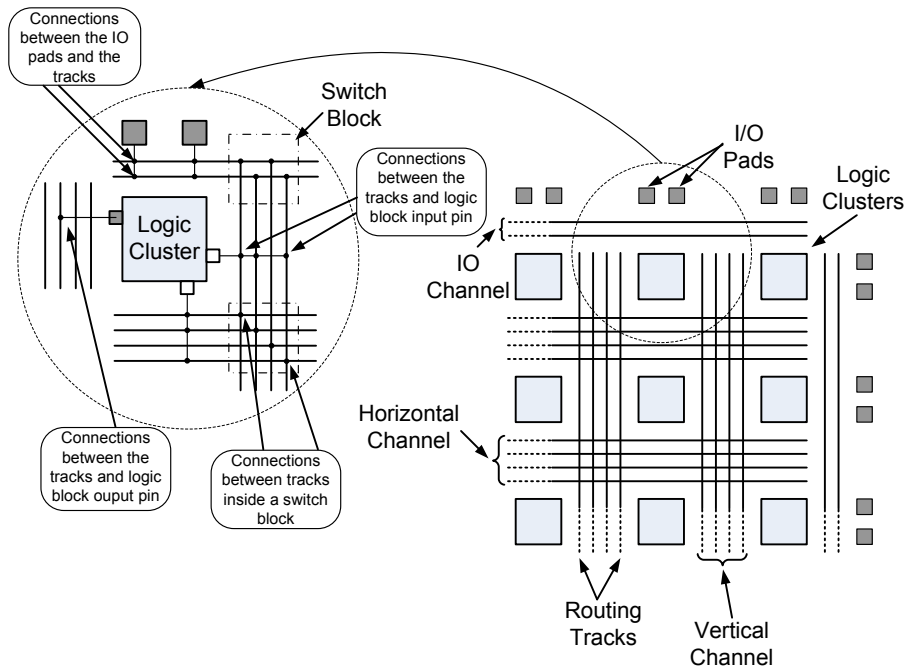 Connections
between the IO
pads and the
tracks
Switch
Block
Connections
between the
tracks and logic
block input pin
I/O
Pads
Logic
Clusters
Logic
Cluster
IO
Channel
Horizontal
Channel
Connections
between the
tracks and logic
block ouput pin
Connections
between tracks
inside a switch
block
Routing
Tracks
Vertical
Channel